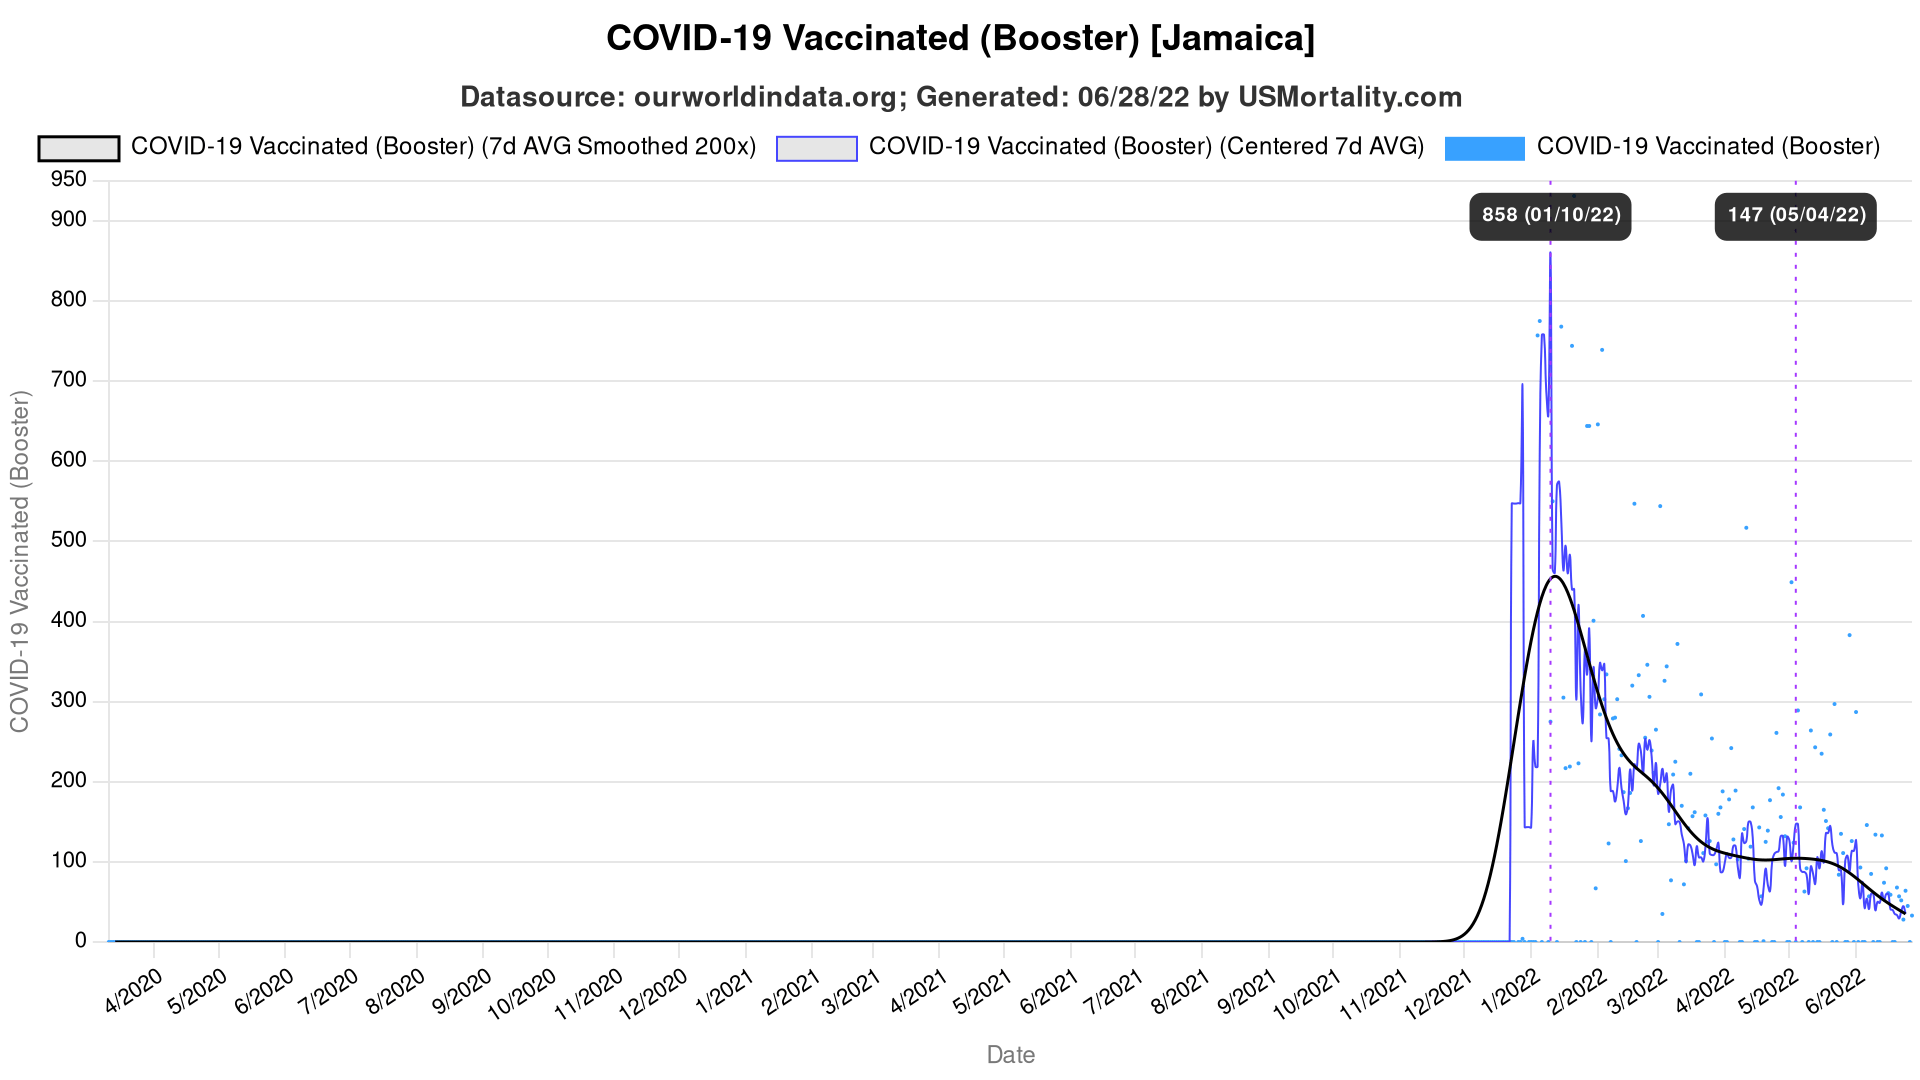 COVID-19 Vaccinated (Booster) [Jamaica]
Datasource: ourworldindata.org; Generated: 06/28/22 by USMortality.com
COVID-19 Vaccinated (Booster) (7d AVG Smoothed 200x) COVID-19 Vaccinated (Booster) (Centered 7d AVG) COVID-19 Vaccinated (Booster)
950
900
800
700
600
500
400
300
200
100
0
COVID-19 Vaccinated (Booster)
858 (01/10/22) 147 (05/04/22)
4/2020 5/2020 6/2020 7/2020 8/2020 9/2020 10/2020 11/2020 12/2020 1/2021 2/2021 3/2021 4/2021 5/2021 6/2021 7/2021 8/2021 9/2021 10/2021 11/2021 12/2021 1/2022 2/2022 3/2022 4/2022 5/2022 6/2022
Date